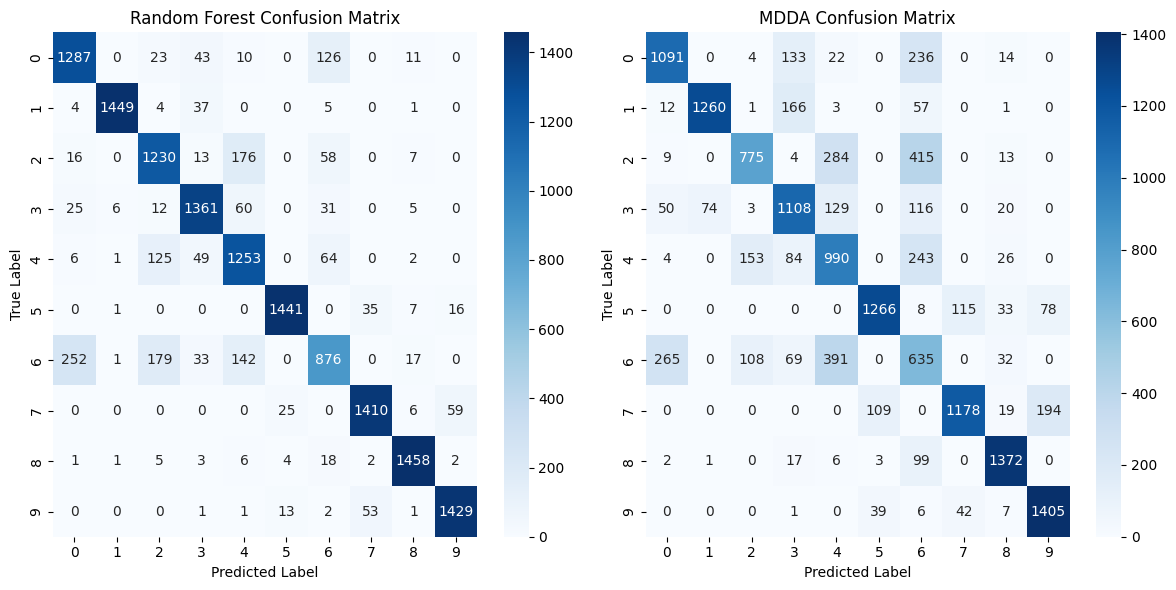 Random Forest Confusion Matrix
True Label
0 1287 0 23 43 10 0 126 0 11 0
1 4 1449 4 37 0 0 5 0 1 0
2 16 0 1230 13 176 0 58 0 7 0
3 25 6 12 1361 60 0 31 0 5 0
4 6 1 125 49 1253 0 64 0 2 0
5 0 1 0 0 0 1441 0 35 7 16
6 252 1 179 33 142 0 876 0 17 0
7 0 0 0 0 0 25 0 1410 6 59
8 1 1 5 3 6 4 18 2 1458 2
9 0 0 0 1 1 13 2 53 1 1429
0 1 2 3 4 5 6 7 8 9
Predicted Label
1400
1200
1000
800
600
400
200
0
MDDA Confusion Matrix
True Label
0 1091 0 4 133 22 0 236 0 14 0
1 12 1260 1 166 3 0 57 0 1 0
2 9 0 775 4 284 0 415 0 13 0
3 50 74 3 1108 129 0 116 0 20 0
4 4 0 153 84 990 0 243 0 26 0
5 0 0 0 0 0 1266 8 115 33 78
6 265 0 108 69 391 0 635 0 32 0
7 0 0 0 0 0 109 0 1178 19 194
8 2 1 0 17 6 3 99 0 1372 0
9 0 0 0 1 0 39 6 42 7 1405
0 1 2 3 4 5 6 7 8 9
Predicted Label
1400
1200
1000
800
600
400
200
0